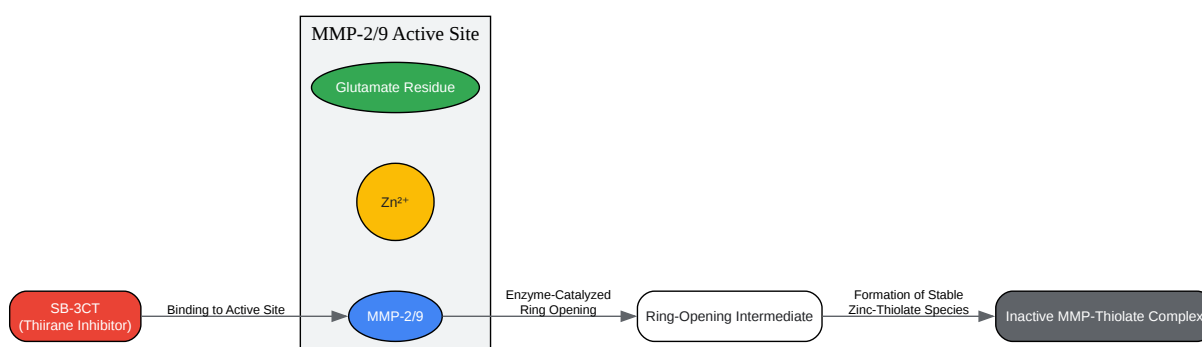 MMP-2/9 Active Site
Glutamate Residue
Zn²⁺
SB-3CT
(Thiirane Inhibitor)
Binding to Active Site
MMP-2/9
Enzyme-Catalyzed
Ring Opening
Ring-Opening Intermediate
Formation of Stable
Zinc-Thiolate Species
Inactive MMP-Thiolate Complex